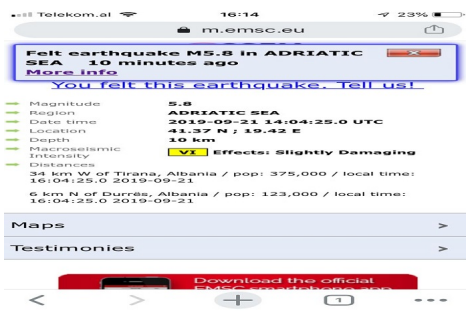 Telekom.al 16:14 23%
m.emsc.eu
Felt earthquake M5.8 in ADRIATIC
SEA 10 minutes ago
More info
You felt this earthquake. Tell us!
Magnitude 5.8
Region ADRIATIC SEA
Date time 2019-09-21 14:04:25.0 UTC
Location 41.37 N ; 19.42 E
Depth 10 km
Macroseismic VI Effects: Slightly Damaging
Intensity
Distances
34 km W of Tirana, Albania / pop: 375,000 / local time:
16:04:25.0 2019-09-21
6 km N of Durrës, Albania / pop: 123,000 / local time:
16:04:25.0 2019-09-21
Maps >
Testimonies >
Download the official
EMSC smartphone app
1